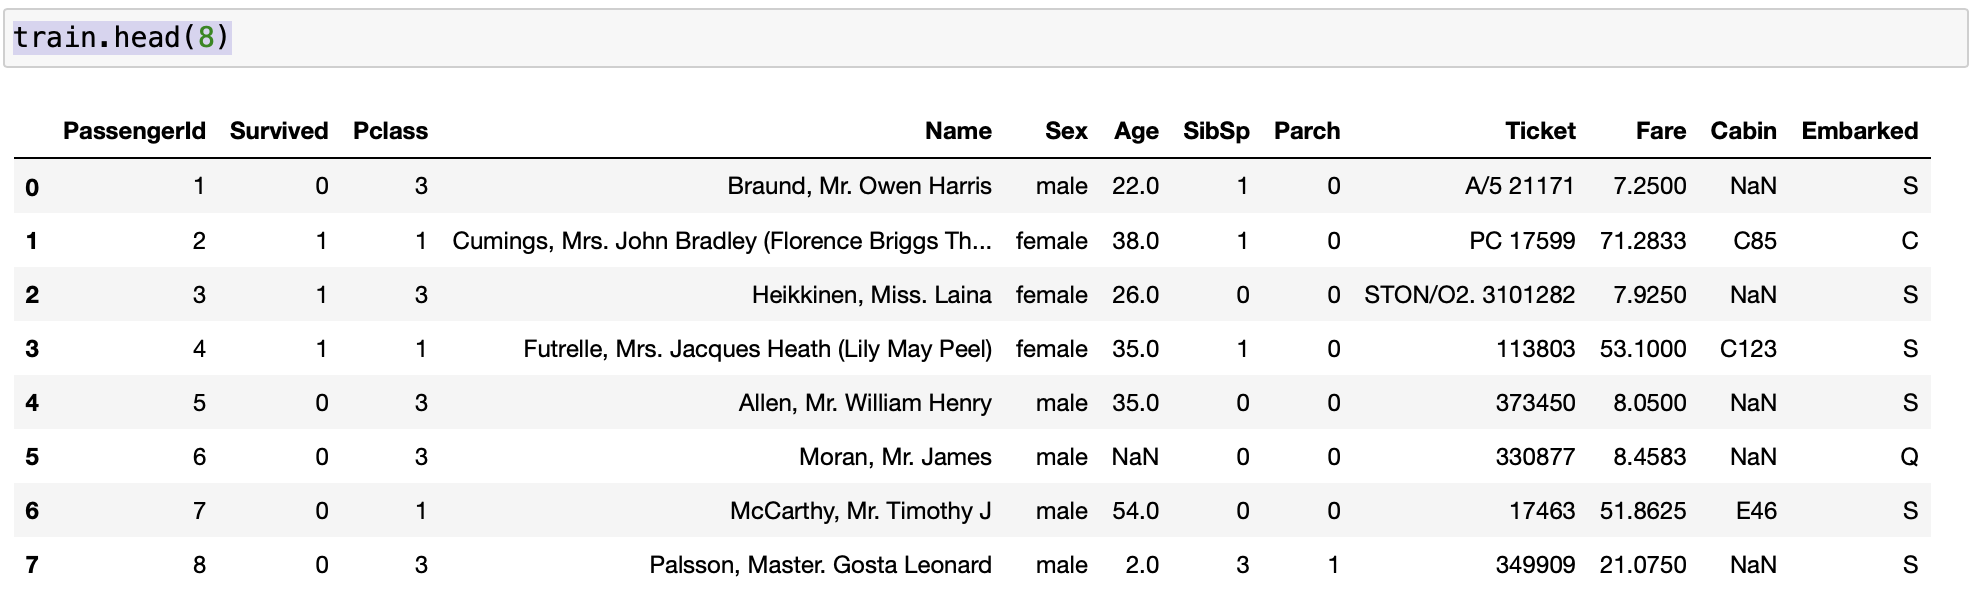 train.head(8)
PassengerId Survived Pclass Name Sex Age SibSp Parch Ticket Fare Cabin Embarked
0 1 0 3 Braund, Mr. Owen Harris male 22.0 1 0 A/5 21171 7.2500 NaN S
1 2 1 1 Cumings, Mrs. John Bradley (Florence Briggs Th... female 38.0 1 0 PC 17599 71.2833 C85 C
2 3 1 3 Heikkinen, Miss. Laina female 26.0 0 0 STON/O2. 3101282 7.9250 NaN S
3 4 1 1 Futrelle, Mrs. Jacques Heath (Lily May Peel) female 35.0 1 0 113803 53.1000 C123 S
4 5 0 3 Allen, Mr. William Henry male 35.0 0 0 373450 8.0500 NaN S
5 6 0 3 Moran, Mr. James male NaN 0 0 330877 8.4583 NaN Q
6 7 0 1 McCarthy, Mr. Timothy J male 54.0 0 0 17463 51.8625 E46 S
7 8 0 3 Palsson, Master. Gosta Leonard male 2.0 3 1 349909 21.0750 NaN S